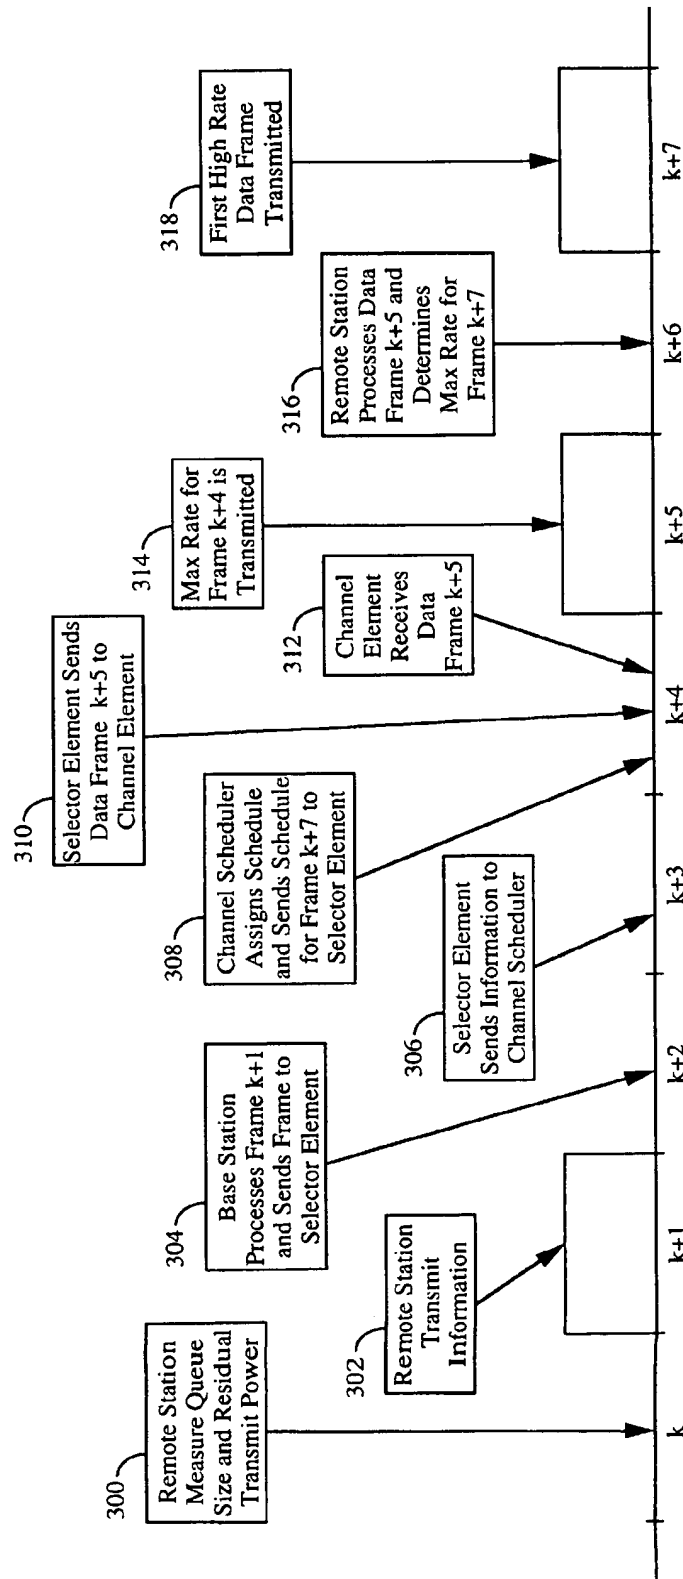 300
Remote Station
Measure Queue
Size and Residual
Transmit Power
302
Remote Station
Transmit
Information
304
Base Station
Processes Frame k+1
and Sends Frame to
Selector Element
306
Selector Element
Sends Information to
Channel Scheduler
308
Channel Scheduler
Assigns Schedule
and Sends Schedule
for Frame k+7 to
Selector Element
310
Selector Element Sends
Data Frame k+5 to
Channel Element
312
Channel
Element
Receives
Data
Frame k+5
314
Max Rate for
Frame k+4 is
Transmitted
316
Remote Station
Processes Data
Frame k+5 and
Determines
Max Rate for
Frame k+7
318
First High Rate
Data Frame
Transmitted
k
k+1
k+2
k+3
k+4
k+5
k+6
k+7